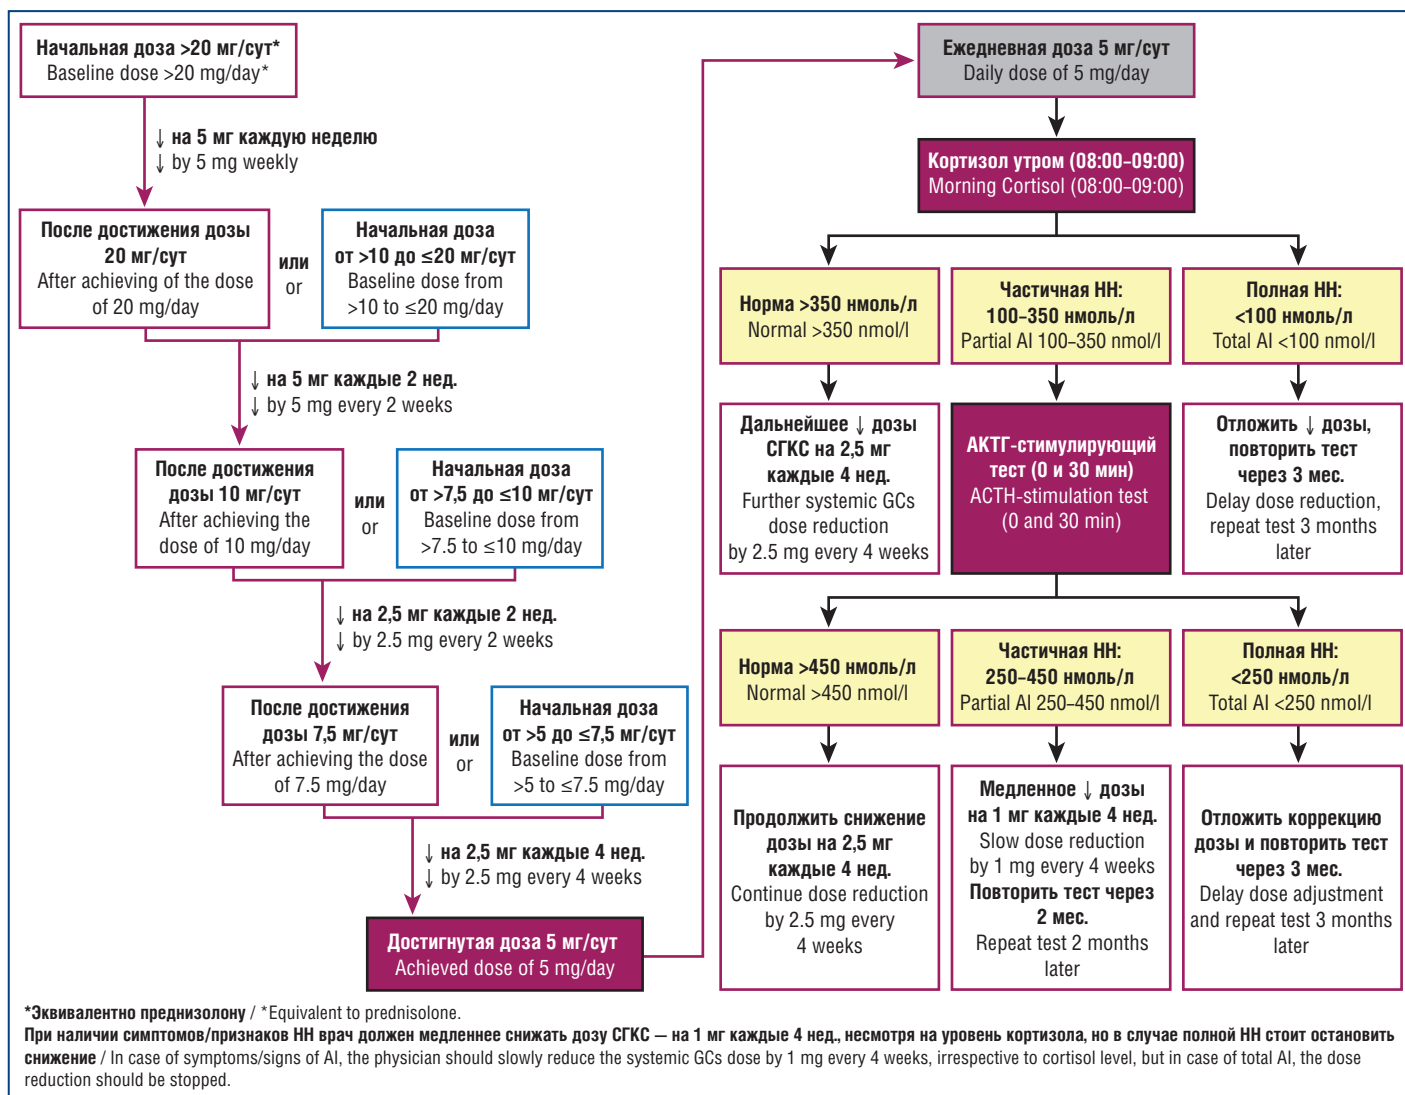 Начальная доза >20 мг/сут*
Baseline dose >20 mg/day*
↓ на 5 мг каждую неделю
↓ by 5 mg weekly
После достижения дозы
20 мг/сут
After achieving of the dose
of 20 mg/day
или
or
Начальная доза
от >10 до ≤20 мг/сут
Baseline dose from
>10 to ≤20 mg/day
↓ на 5 мг каждые 2 нед.
↓ by 5 mg every 2 weeks
После достижения
дозы 10 мг/сут
After achieving the
dose of 10 mg/day
или
or
Начальная доза
от >7,5 до ≤10 мг/сут
Baseline dose from
>7.5 to ≤10 mg/day
↓ на 2,5 мг каждые 2 нед.
↓ by 2.5 mg every 2 weeks
После достижения
дозы 7,5 мг/сут
After achieving the dose
of 7.5 mg/day
или
or
Начальная доза
от >5 до ≤7,5 мг/сут
Baseline dose from
>5 to ≤7.5 mg/day
↓ на 2,5 мг каждые 4 нед.
↓ by 2.5 mg every 4 weeks
Достигнутая доза 5 мг/сут
Achieved dose of 5 mg/day
Ежедневная доза 5 мг/сут
Daily dose of 5 mg/day
Кортизол утром (08:00–09:00)
Morning Cortisol (08:00–09:00)
Норма >350 нмоль/л
Normal >350 nmol/l
Частичная НН:
100–350 нмоль/л
Partial AI 100–350 nmol/l
Полная НН:
<100 нмоль/л
Total AI <100 nmol/l
Дальнейшее ↓ дозы
СГКС на 2,5 мг
каждые 4 нед.
Further systemic GCs
dose reduction
by 2.5 mg every 4 weeks
АКТГ-стимулирующий
тест (0 и 30 мин)
ACTH-stimulation test
(0 and 30 min)
Отложить ↓ дозы,
повторить тест
через 3 мес.
Delay dose reduction,
repeat test 3 months
later
Норма >450 нмоль/л
Normal >450 nmol/l
Частичная НН:
250–450 нмоль/л
Partial AI 250–450 nmol/l
Полная НН:
<250 нмоль/л
Total AI <250 nmol/l
Продолжить снижение
дозы на 2,5 мг
каждые 4 нед.
Continue dose reduction
by 2.5 mg every
4 weeks
Медленное ↓ дозы
на 1 мг каждые 4 нед.
Slow dose reduction
by 1 mg every 4 weeks
Повторить тест через
2 мес.
Repeat test 2 months
later
Отложить коррекцию
дозы и повторить тест
через 3 мес.
Delay dose adjustment
and repeat test 3 months
later
*Эквивалентно преднизолону / *Equivalent to prednisolone.
При наличии симптомов/признаков НН врач должен медленнее снижать дозу СГКС — на 1 мг каждые 4 нед., несмотря на уровень кортизола, но в случае полной НН стоит остановить
снижение / In case of symptoms/signs of AI, the physician should slowly reduce the systemic GCs dose by 1 mg every 4 weeks, irrespective to cortisol level, but in case of total AI, the dose
reduction should be stopped.